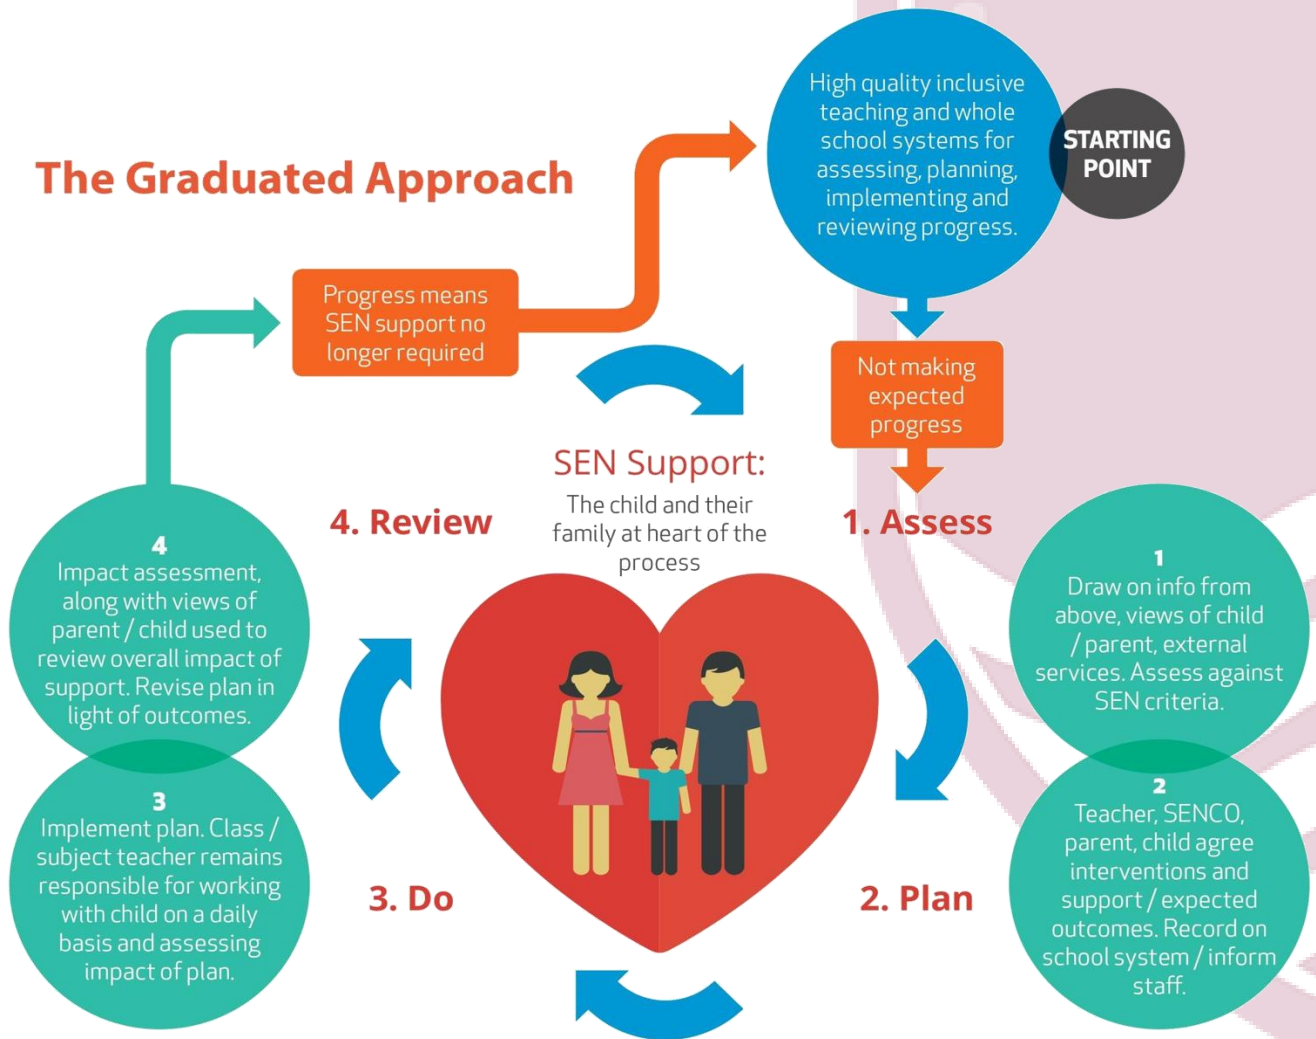 The Graduated Approach
High quality inclusive
teaching and whole
school systems for
assessing, planning,
implementing and
reviewing progress.
STARTING
POINT
Progress means
SEN support no
longer required
Not making
expected
progress
SEN Support:
The child and their
family at heart of the
process
1. Assess
1
Draw on info from
above, views of child
/ parent, external
services. Assess against
SEN criteria.
2. Plan
2
Teacher, SENCO,
parent, child agree
interventions and
support / expected
outcomes. Record on
school system / inform
staff.
3. Do
3
Implement plan. Class /
subject teacher remains
responsible for working
with child on a daily
basis and assessing
impact of plan.
4. Review
4
Impact assessment,
along with views of
parent / child used to
review overall impact of
support. Revise plan in
light of outcomes.